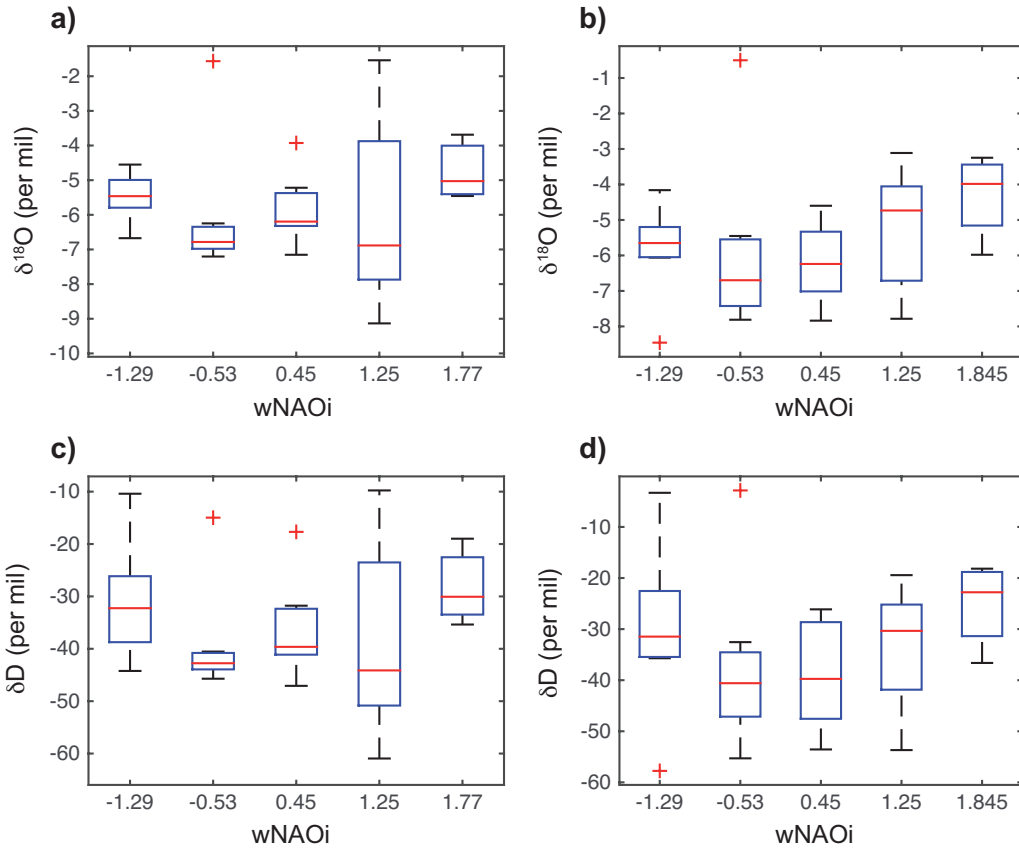 a)
δ¹⁸O (per mil)
-2
-3
-4
-5
-6
-7
-8
-9
-10
-1.29 -0.53 0.45 1.25 1.77
wNAOi
b)
δ¹⁸O (per mil)
-1
-2
-3
-4
-5
-6
-7
-8
-1.29 -0.53 0.45 1.25 1.845
wNAOi
c)
δD (per mil)
-10
-20
-30
-40
-50
-60
-1.29 -0.53 0.45 1.25 1.77
wNAOi
d)
δD (per mil)
-10
-20
-30
-40
-50
-60
-1.29 -0.53 0.45 1.25 1.845
wNAOi